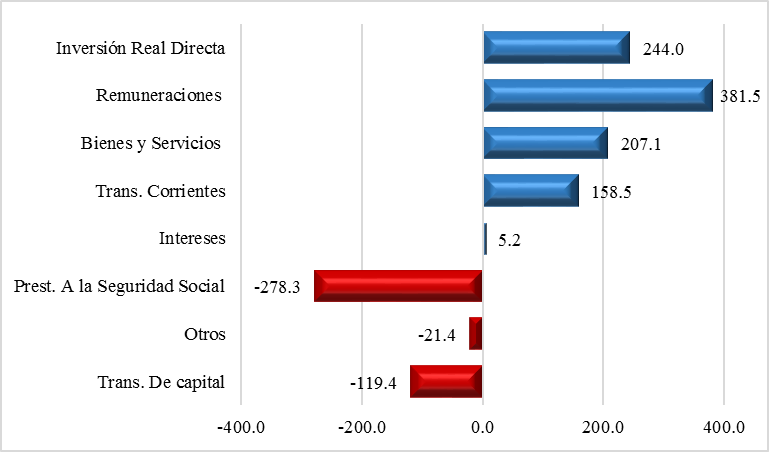 Inversión Real Directa 244.0
Remuneraciones 381.5
Bienes y Servicios 207.1
Trans. Corrientes 158.5
Intereses 5.2
Prest. A la Seguridad Social -278.3
Otros -21.4
Trans. De capital -119.4
-400.0 -200.0 0.0 200.0 400.0